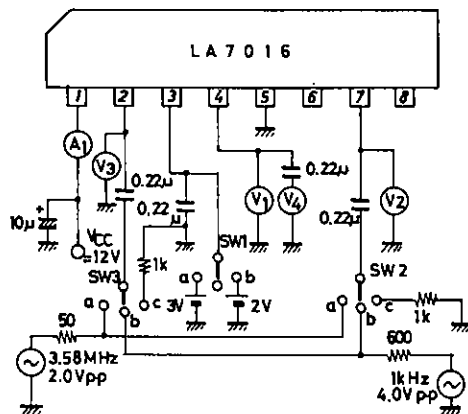 LA7016
1 2 3 4 5 6 7 8
A1
V3
0.22μ
0.22μ
0.22μ
10μ +
V1
V4
V2
0.22μ
VCC
=12V
1k
SW1
SW3
SW2
a b c
a b
a b c
3V
2V
1k
50
600
3.58MHz
2.0Vpp
1kHz
4.0Vpp